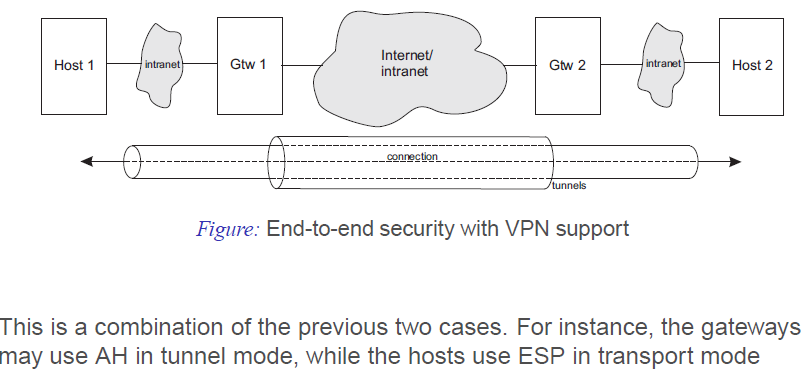 Host 1
intranet
Gtw 1
Internet/
intranet
Gtw 2
intranet
Host 2
connection
tunnels
Figure: End-to-end security with VPN support
This is a combination of the previous two cases. For instance, the gateways
may use AH in tunnel mode, while the hosts use ESP in transport mode